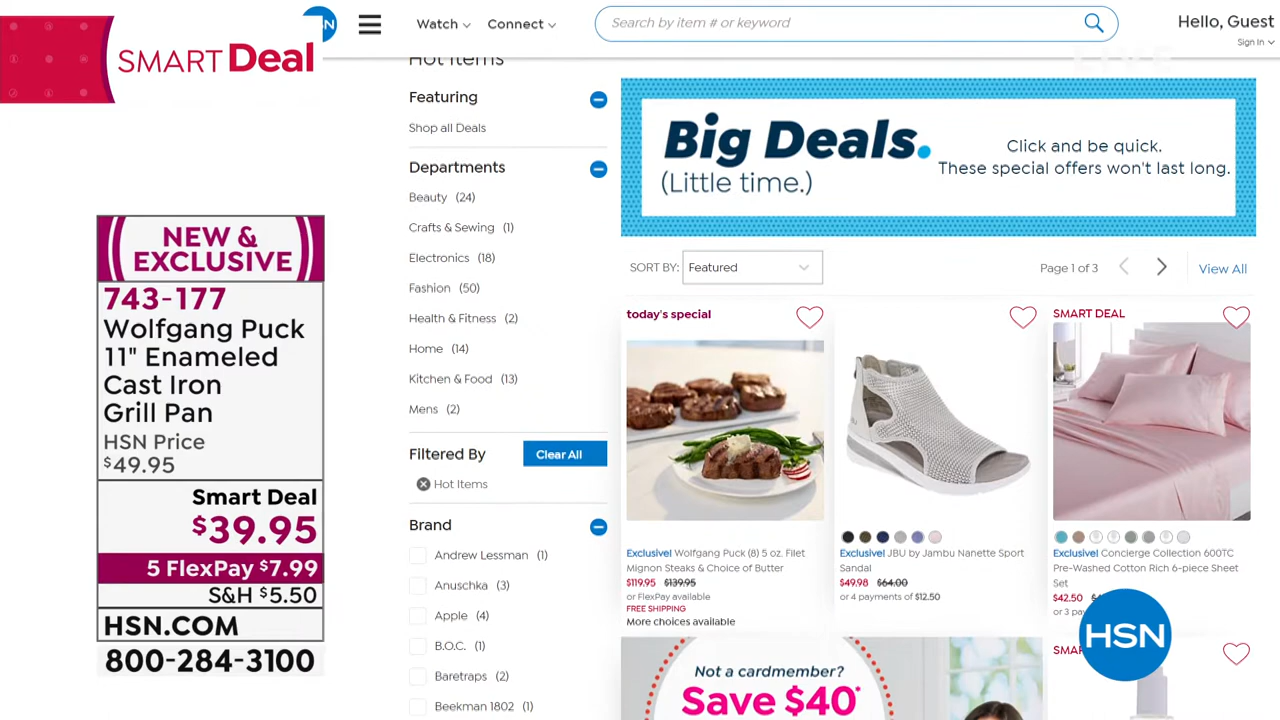 SMART Deal
Watch
Connect
Search by item # or keyword
Hello, Guest
Sign In
LIVE
Hot Items
Featuring
Shop all Deals
Departments
Beauty (24)
Crafts & Sewing (1)
Electronics (18)
Fashion (50)
Health & Fitness (2)
Home (14)
Kitchen & Food (13)
Mens (2)
Filtered By
Clear All
Hot Items
Brand
Andrew Lessman (1)
Anuschka (3)
Apple (4)
B.O.C. (1)
Baretraps (2)
Beekman 1802 (1)
Big Deals.
(Little time.)
Click and be quick.
These special offers won't last long.
SORT BY:
Featured
Page 1 of 3
View All
today's special
Exclusive! Wolfgang Puck (8) 5 oz. Filet
Mignon Steaks & Choice of Butter
$119.95 $139.95
or FlexPay available
FREE SHIPPING
More choices available
Exclusive! JBU by Jambu Nanette Sport
Sandal
$49.98 $64.00
or 4 payments of $12.50
SMART DEAL
Exclusive! Concierge Collection 600TC
Pre-Washed Cotton Rich 6-piece Sheet
Set
$42.50
or 3
Not a cardmember?
Save $40*
HSN
NEW &
EXCLUSIVE
743-177
Wolfgang Puck
11" Enameled
Cast Iron
Grill Pan
HSN Price
$49.95
Smart Deal
$39.95
5 FlexPay $7.99
S&H $5.50
HSN.COM
800-284-3100